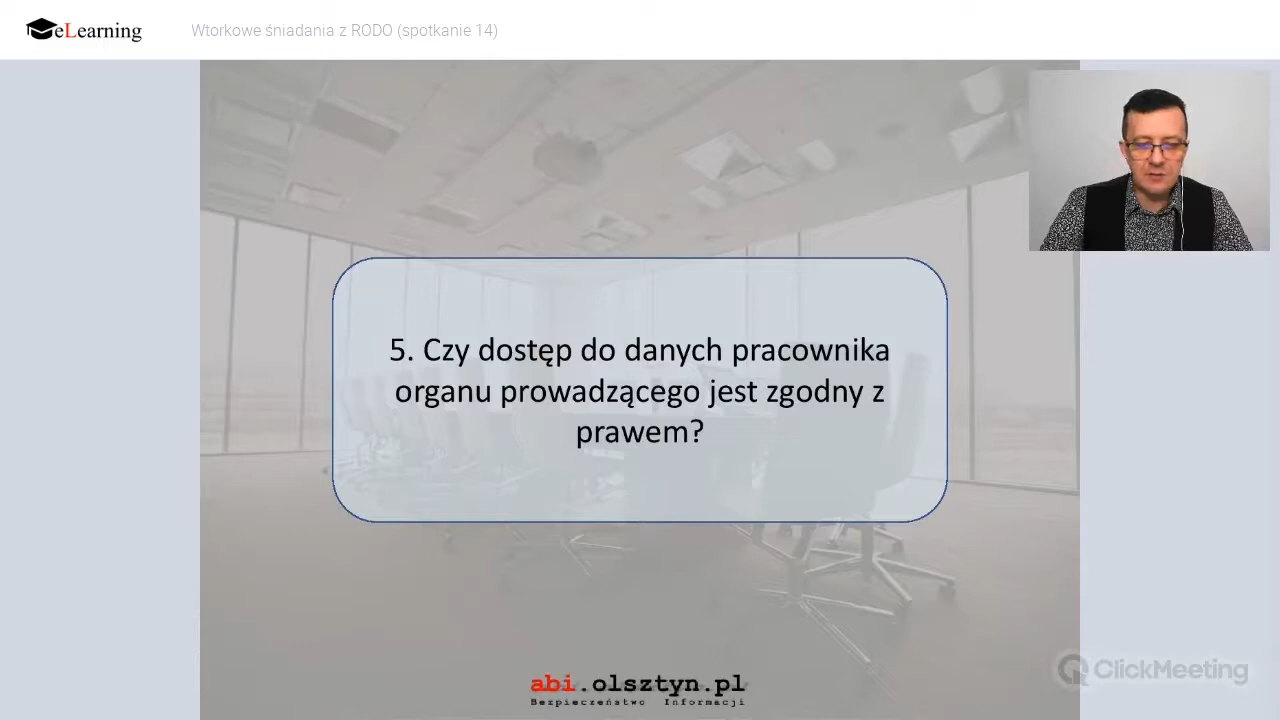 eLearning
Wtorkowe śniadania z RODO (spotkanie 14)
5. Czy dostęp do danych pracownika
organu prowadzącego jest zgodny z
prawem?
abi.olsztyn.pl
Bezpieczeństwo Informacji
ClickMeeting